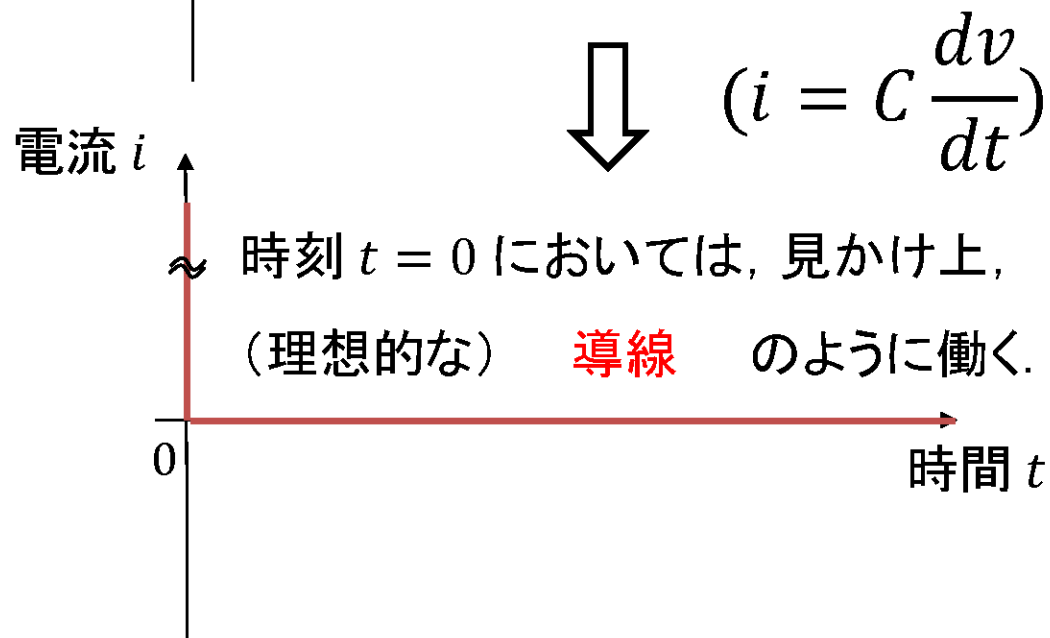 (i = C dv/dt)
電流 i
時刻 t = 0 においては, 見かけ上,
(理想的な) 導線 のように働く.
0
時間 t